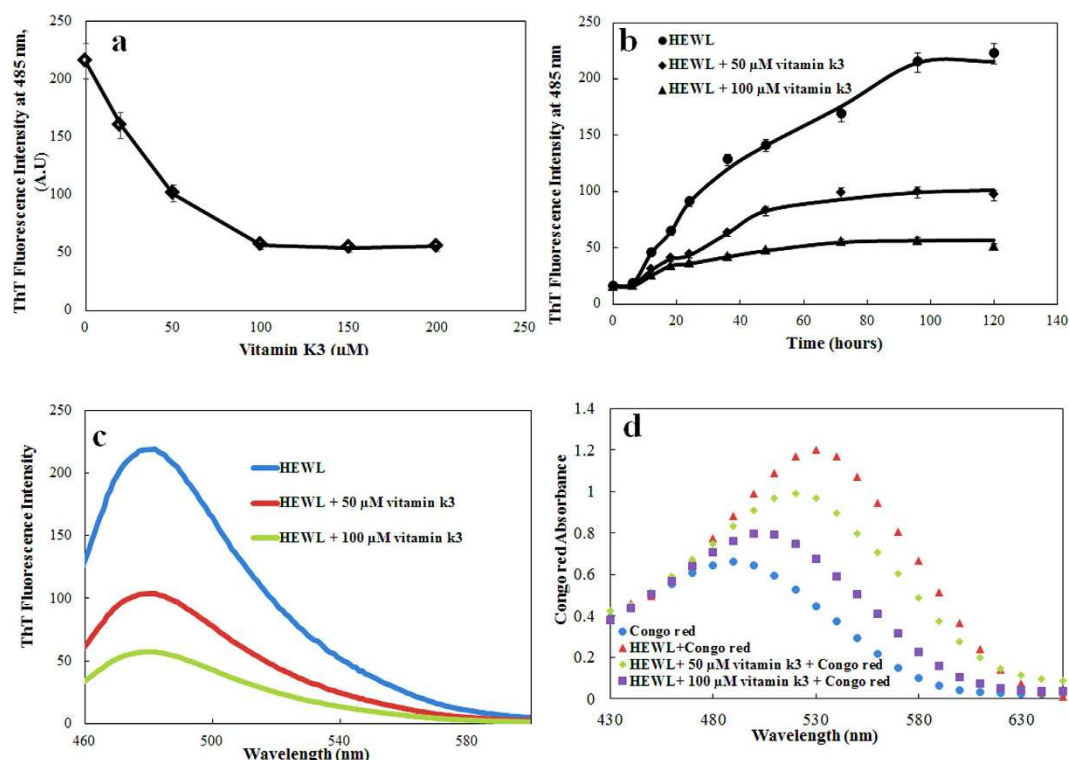 a
250
200
150
100
50
0
0 50 100 150 200 250
Vitamin K3 (µM)
ThT Fluorescence Intensity at 485 nm,
(A.U)
b
250
200
150
100
50
0
0 20 40 60 80 100 120 140
Time (hours)
ThT Fluorescence Intensity at 485 nm
HEWL
HEWL + 50 µM vitamin k3
HEWL + 100 µM vitamin k3
c
250
200
150
100
50
0
460 500 540 580
Wavelength (nm)
ThT Fluorescence Intensity
HEWL
HEWL + 50 µM vitamin k3
HEWL + 100 µM vitamin k3
d
1.4
1.2
1
0.8
0.6
0.4
0.2
0
430 480 530 580 630
Wavelength (nm)
Congo red Absorbance
Congo red
HEWL+Congo red
HEWL+ 50 µM vitamin k3 + Congo red
HEWL+ 100 µM vitamin k3 + Congo red